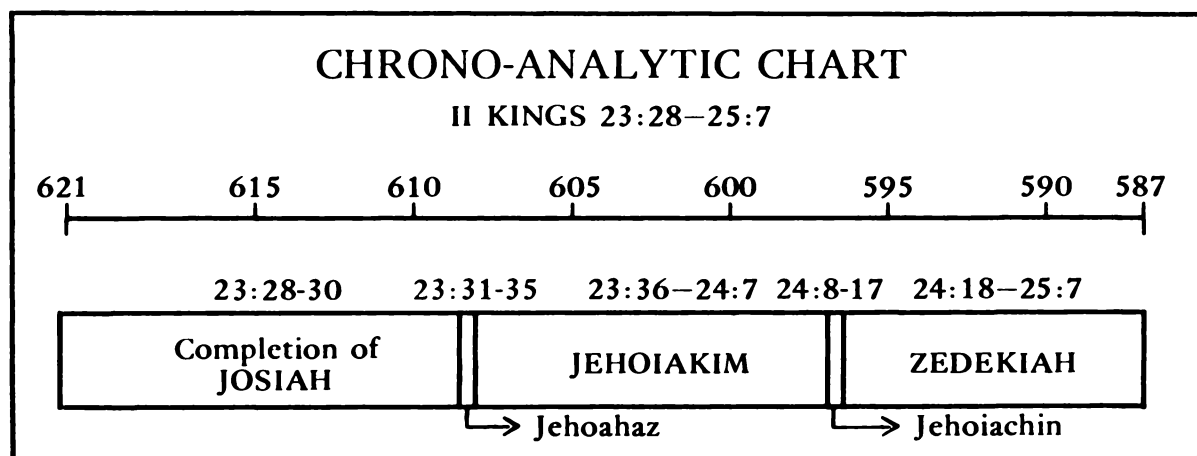 CHRONO-ANALYTIC CHART
II KINGS 23:28—25:7
621 615 610 605 600 595 590 587
23:28-30 23:31-35 23:36—24:7 24:8-17 24:18—25:7
Completion of
JOSIAH
JEHOIAKIM
ZEDEKIAH
Jehoahaz
Jehoiachin